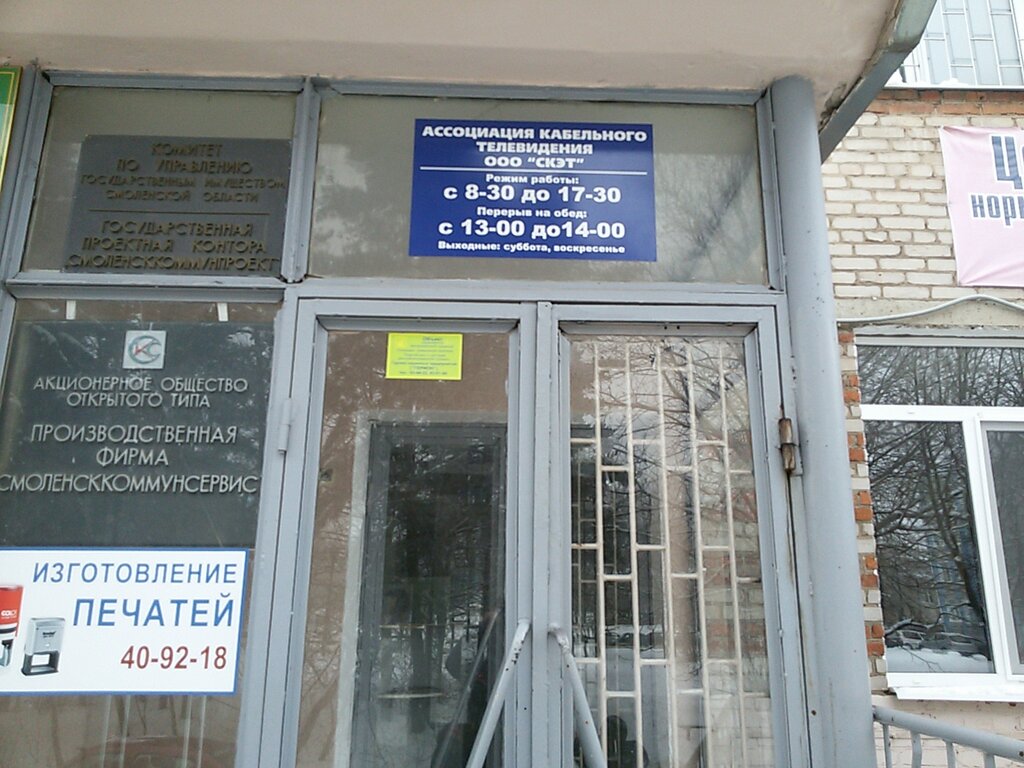 КОМИТЕТ
ПО УПРАВЛЕНИЮ
ГОСУДАРСТВЕННЫМ ИМУЩЕСТВОМ
СМОЛЕНСКОЙ ОБЛАСТИ
ГОСУДАРСТВЕННАЯ
ПРОЕКТНАЯ КОНТОРА
СМОЛЕНСККОММУНПРОЕКТ
АССОЦИАЦИЯ КАБЕЛЬНОГО
ТЕЛЕВИДЕНИЯ
ООО "СКЭТ"
Режим работы:
с 8-30 до 17-30
Перерыв на обед:
с 13-00 до14-00
Выходные: суббота, воскресенье
АКЦИОНЕРНОЕ ОБЩЕСТВО
ОТКРЫТОГО ТИПА
ПРОИЗВОДСТВЕННАЯ
ФИРМА
СМОЛЕНСККОММУНСЕРВИС
ИЗГОТОВЛЕНИЕ
ПЕЧАТЕЙ
40-92-18